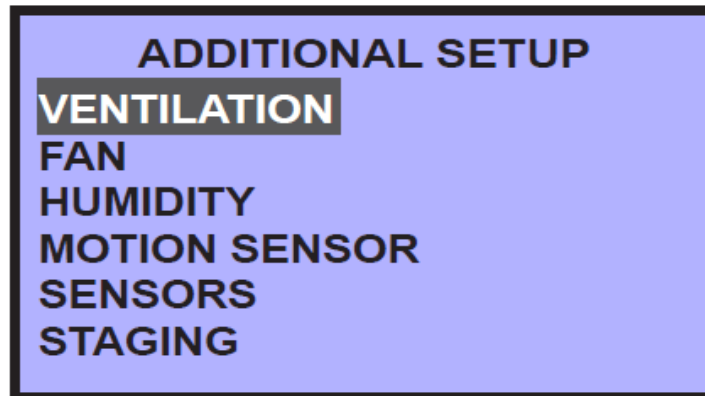 ADDITIONAL SETUP
VENTILATION
FAN
HUMIDITY
MOTION SENSOR
SENSORS
STAGING